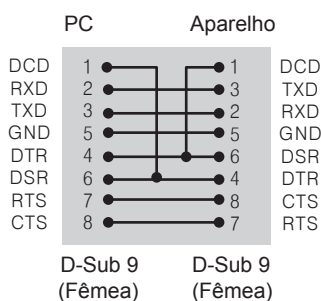 PC Aparelho
DCD 1 1 DCD
RXD 2 3 TXD
TXD 3 2 RXD
GND 5 5 GND
DTR 4 6 DSR
DSR 6 4 DTR
RTS 7 8 CTS
CTS 8 7 RTS
D-Sub 9 D-Sub 9
(Fêmea) (Fêmea)